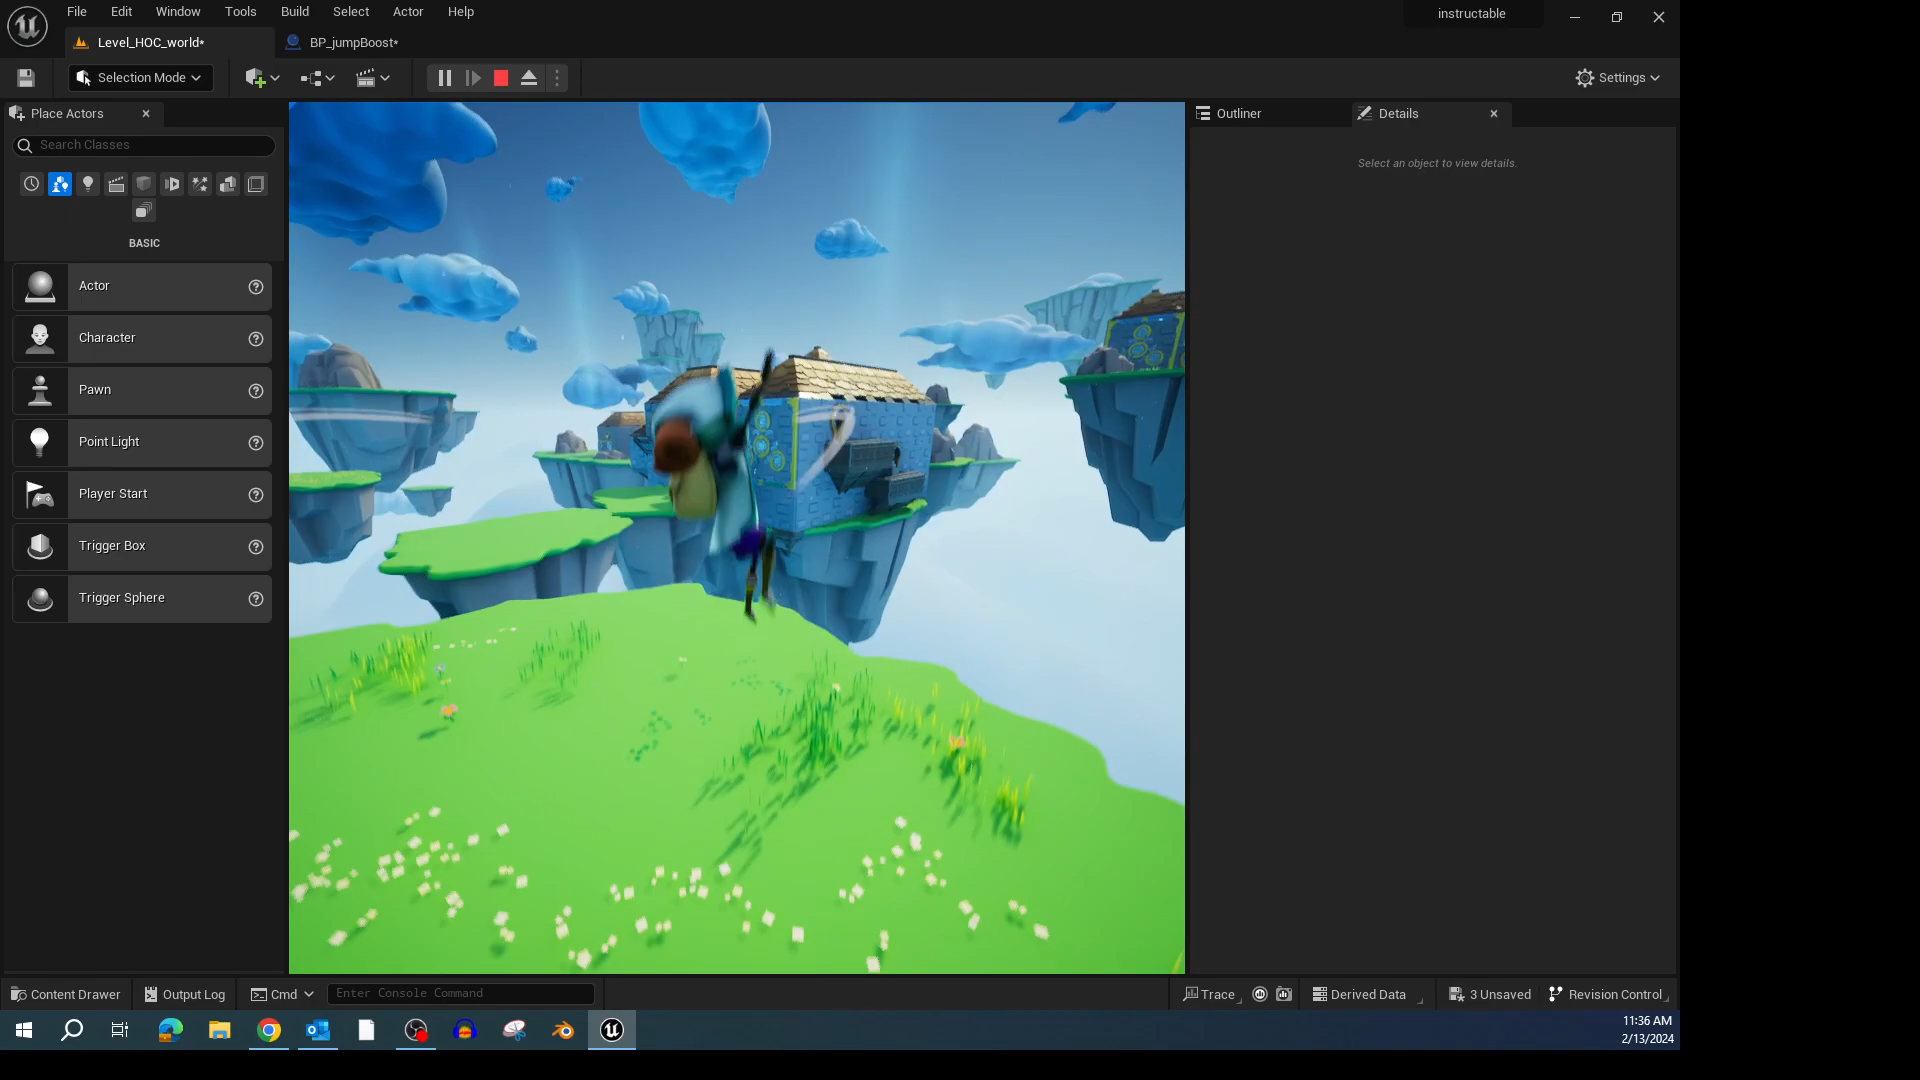 File Edit Window Tools Build Select Actor Help
instructable
Level_HOC_world*
BP_jumpBoost*
Selection Mode
Settings
Place Actors
Outliner
Details
Search Classes
Select an object to view details.
BASIC
Actor
Character
Pawn
Point Light
Player Start
Trigger Box
Trigger Sphere
Content Drawer
Output Log
Cmd
Enter Console Command
Trace
Derived Data
3 Unsaved
Revision Control
11:36 AM
2/13/2024